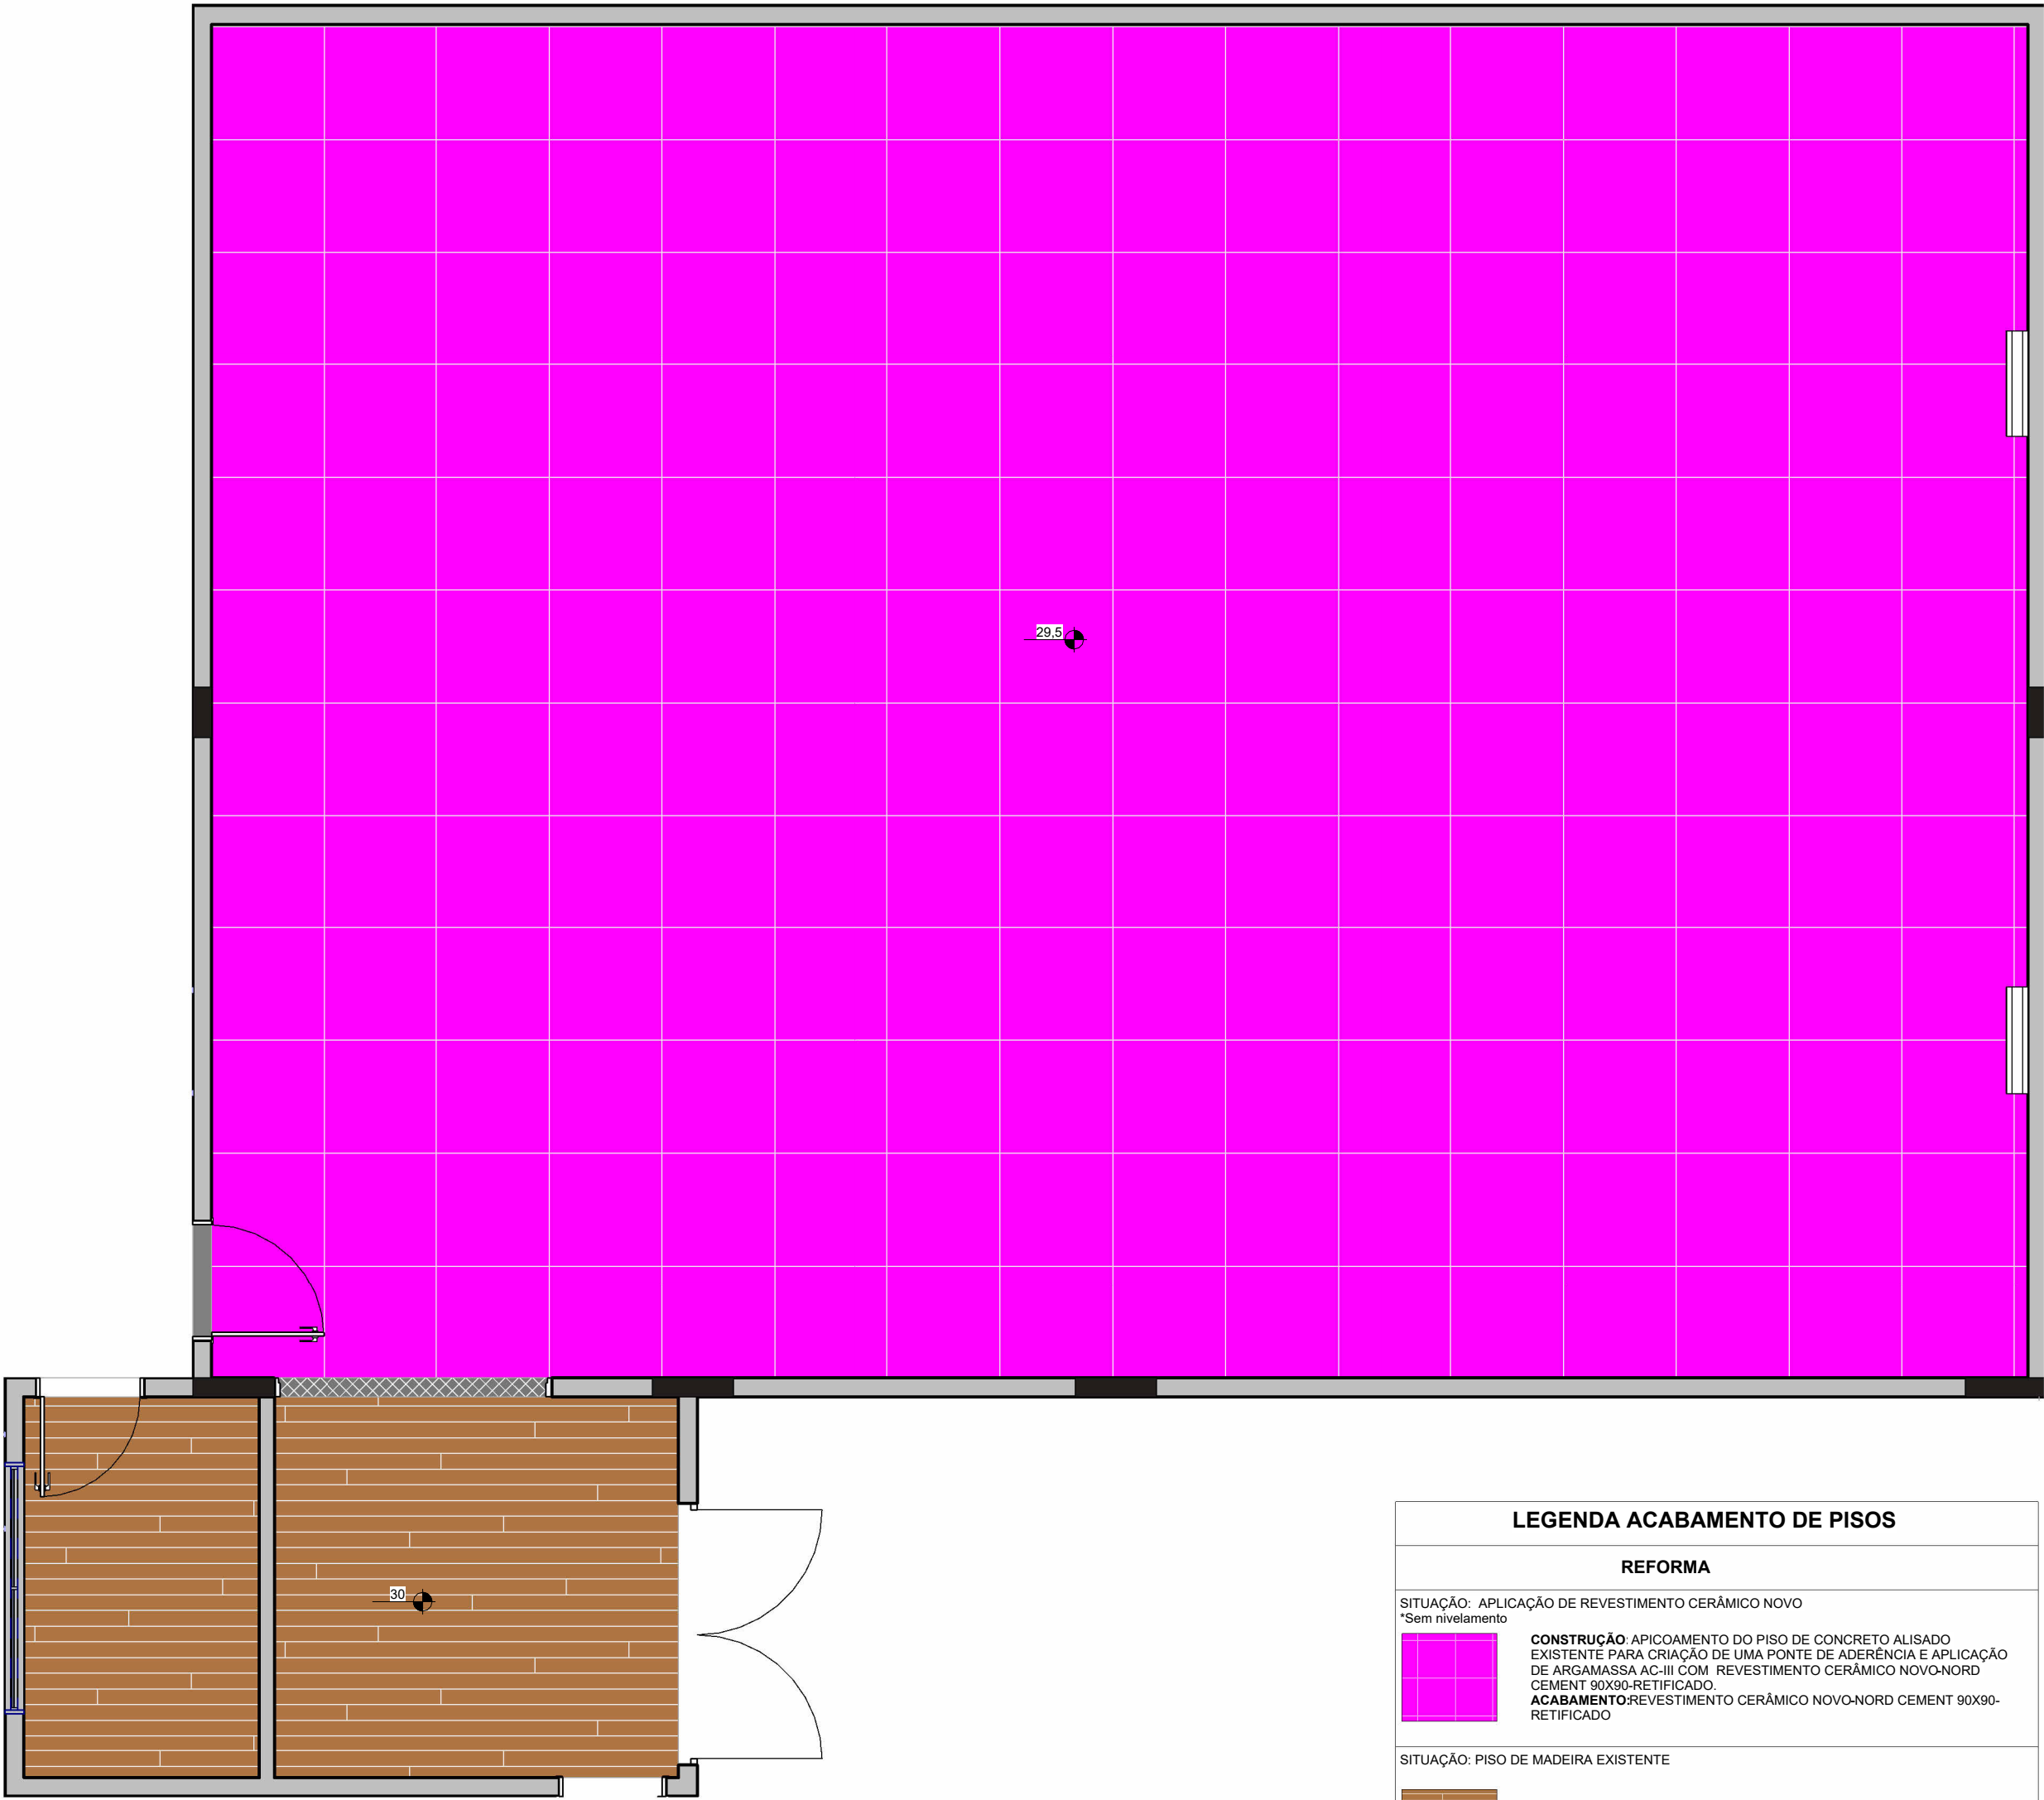 29,5
30
LEGENDA ACABAMENTO DE PISOS
REFORMA
SITUAÇÃO: APLICAÇÃO DE REVESTIMENTO CERÂMICO NOVO
*Sem nivelamento
CONSTRUÇÃO: APICOAMENTO DO PISO DE CONCRETO ALISADO
EXISTENTE PARA CRIAÇÃO DE UMA PONTE DE ADERÊNCIA E APLICAÇÃO
DE ARGAMASSA AC-III COM REVESTIMENTO CERÂMICO NOVO-NORD
CEMENT 90X90-RETIFICADO.
ACABAMENTO:REVESTIMENTO CERÂMICO NOVO-NORD CEMENT 90X90-
RETIFICADO
SITUAÇÃO: PISO DE MADEIRA EXISTENTE